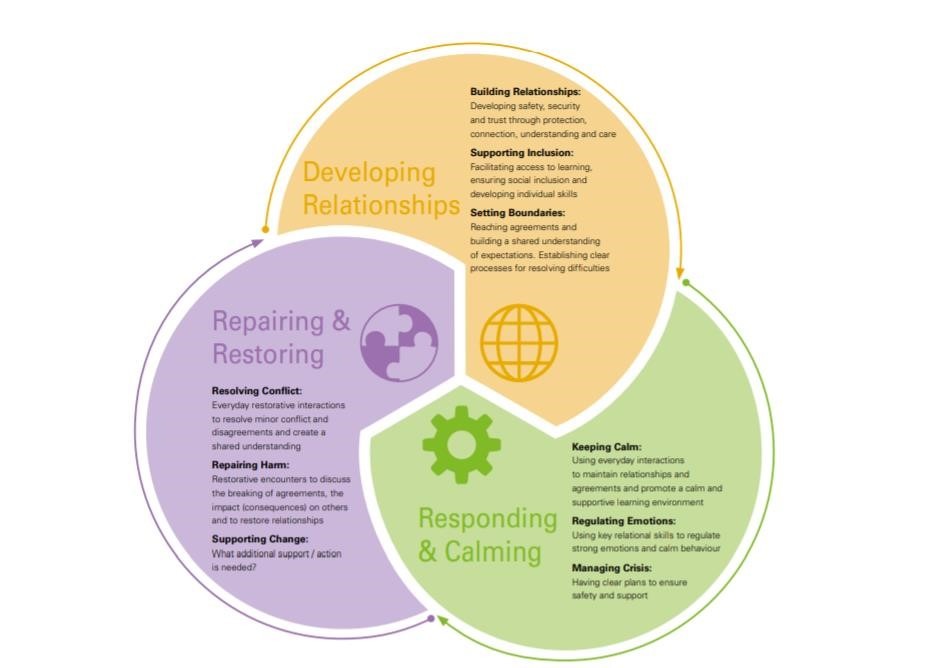 Developing
Relationships
Building Relationships:
Developing safety, security
and trust through protection,
connection, understanding and care
Supporting Inclusion:
Facilitating access to learning,
ensuring social inclusion and
developing individual skills
Setting Boundaries:
Reaching agreements and
building a shared understanding
of expectations. Establishing clear
processes for resolving difficulties
Repairing &
Restoring
Resolving Conflict:
Everyday restorative interactions
to resolve minor conflict and
disagreements and create a
shared understanding
Repairing Harm:
Restorative encounters to discuss
the breaking of agreements, the
impact (consequences) on others
and to restore relationships
Supporting Change:
What additional support / action
is needed?
Responding
& Calming
Keeping Calm:
Using everyday interactions
to maintain relationships and
agreements and promote a calm and
supportive learning environment
Regulating Emotions:
Using key relational skills to regulate
strong emotions and calm behaviour
Managing Crisis:
Having clear plans to ensure
safety and support